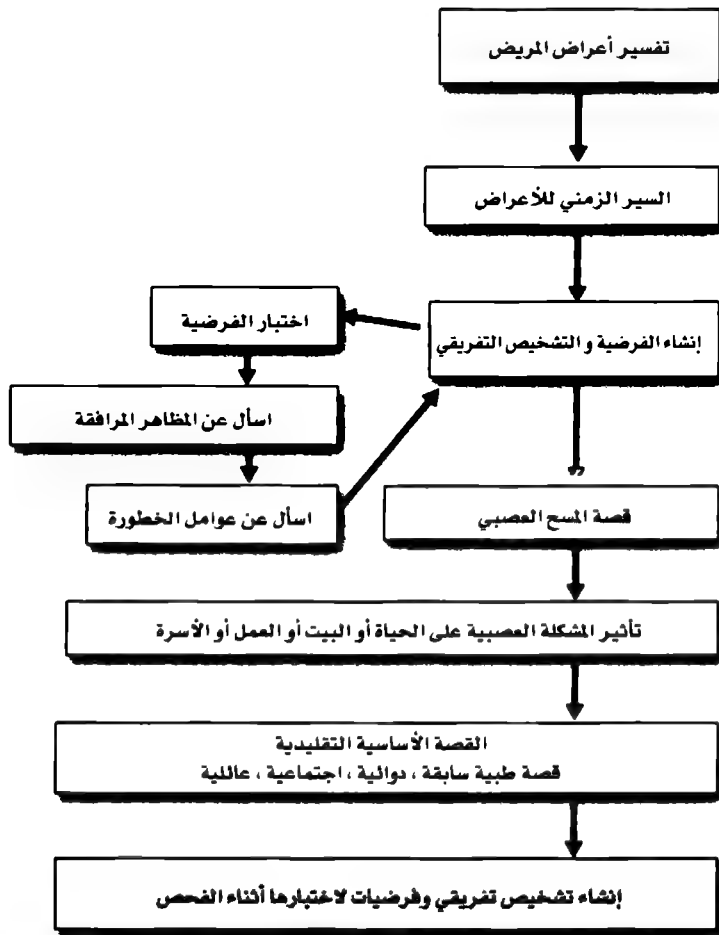 تفسير أعراض المريض
السير الزمني للأعراض
إنشاء الفرضية و التشخيص التفريقي
اختبار الفرضية
اسأل عن المظاهر المرافقة
اسأل عن عوامل الخطورة
قصة المسح العصبي
تأثير المشكلة العصبية على الحياة أو البيت أو العمل أو الأسرة
القصة الأساسية التقليدية
قصة طبية سابقة ، دوائية ، اجتماعية ، عائلية
إنشاء تشخيص تفريقي وفرضيات لاختبارها أثناء الفحص